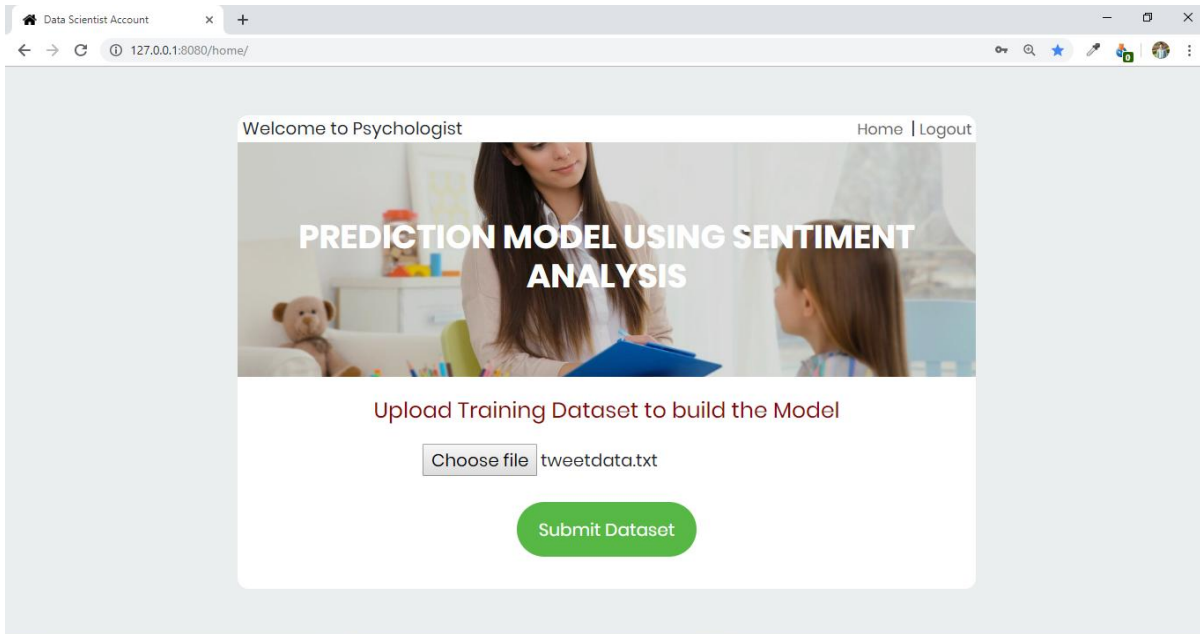 Data Scientist Account
127.0.0.1:8080/home/
0
Welcome to Psychologist
Home | Logout
PREDICTION MODEL USING SENTIMENT
ANALYSIS
Upload Training Dataset to build the Model
Choose file tweetdata.txt
Submit Dataset